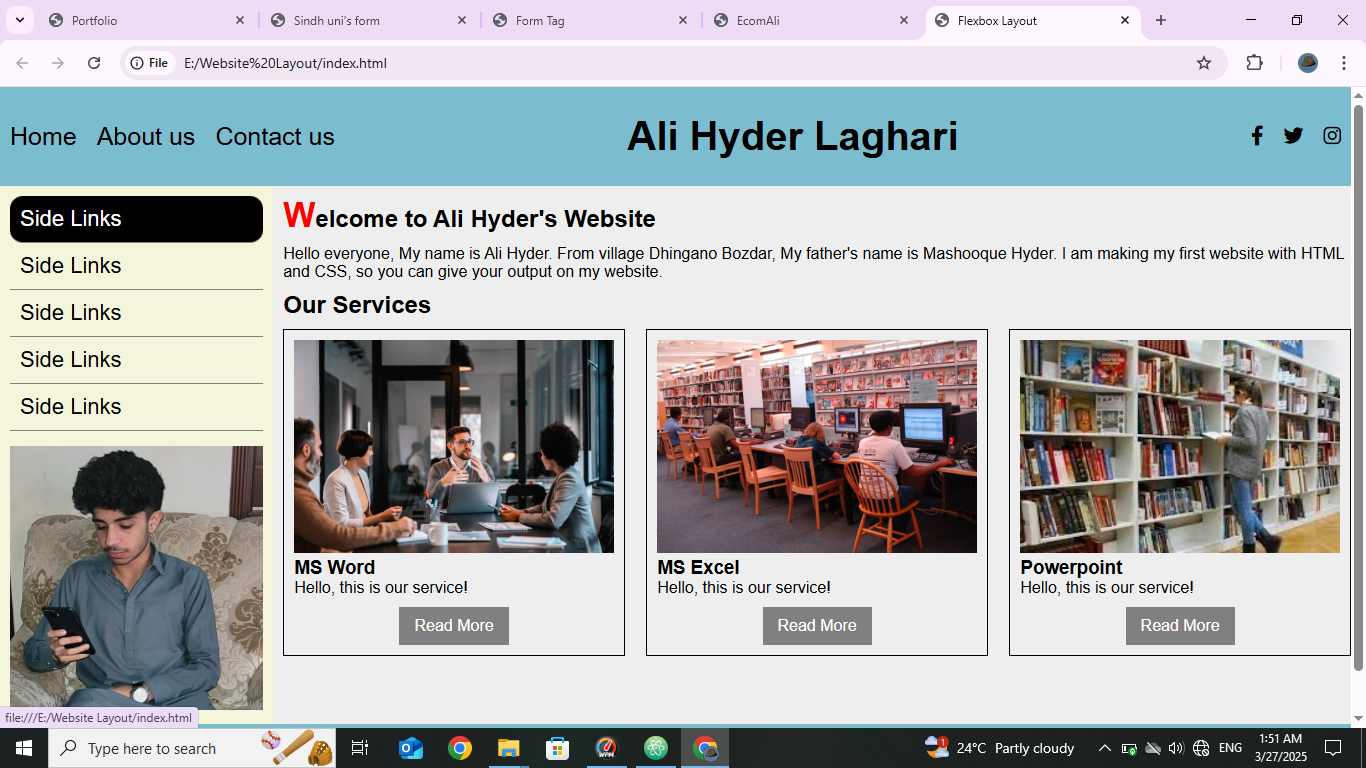 Portfolio
Sindh uni's form
Form Tag
EcomAli
Flexbox Layout
File
E:/Website%20Layout/index.html
Home About us Contact us
Ali Hyder Laghari
Side Links
Side Links
Side Links
Side Links
Side Links
Welcome to Ali Hyder's Website
Hello everyone, My name is Ali Hyder. From village Dhingano Bozdar, My father's name is Mashooque Hyder. I am making my first website with HTML
and CSS, so you can give your output on my website.
Our Services
MS Word
Hello, this is our service!
Read More
MS Excel
Hello, this is our service!
Read More
Powerpoint
Hello, this is our service!
Read More
file:///E:/Website Layout/index.html
Type here to search
WPM
1
24°C Partly cloudy
ENG
1:51 AM
3/27/2025